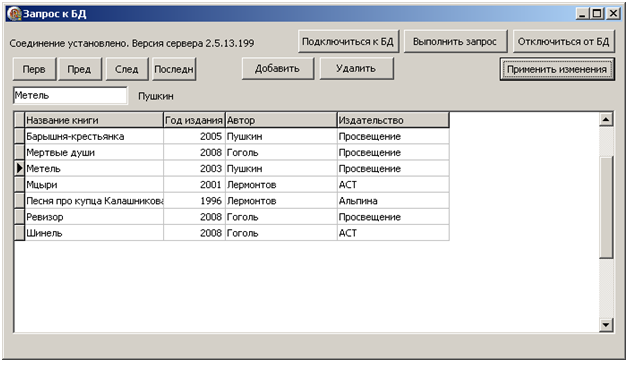 Запрос к БД
Соединение установлено. Версия сервера 2.5.13.199
Подключиться к БД
Выполнить запрос
Отключиться от БД
Перв
Пред
След
Последн
Добавить
Удалить
Применить изменения
Метель
Пушкин
Название книги Год издания Автор Издательство
Барышня-крестьянка 2005 Пушкин Просвещение
Мертвые души 2008 Гоголь Просвещение
Метель 2003 Пушкин Просвещение
Мцыри 2001 Лермонтов АСТ
Песня про купца Калашникова 1996 Лермонтов Альпина
Ревизор 2008 Гоголь Просвещение
Шинель 2008 Гоголь АСТ